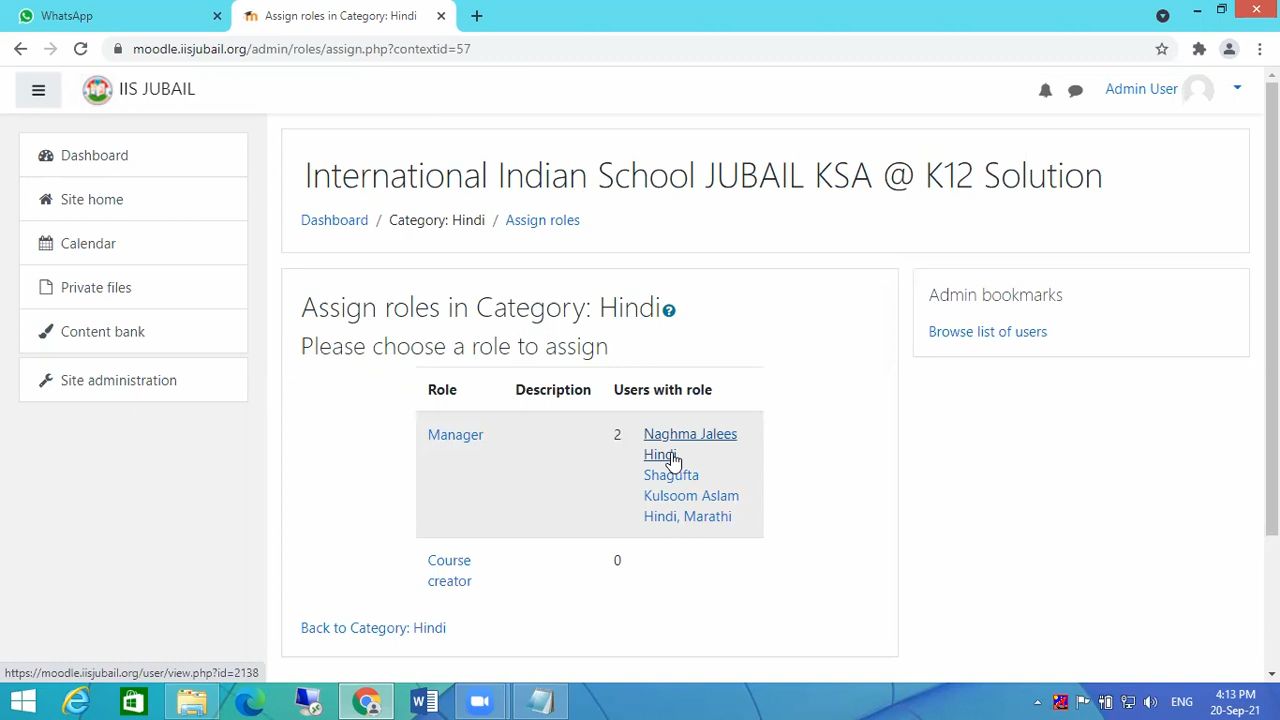 WhatsApp
Assign roles in Category: Hindi
moodle.iisjubail.org/admin/roles/assign.php?contextid=57
IIS JUBAIL
Admin User
Dashboard
Site home
Calendar
Private files
Content bank
Site administration
International Indian School JUBAIL KSA @ K12 Solution
Dashboard / Category: Hindi / Assign roles
Assign roles in Category: Hindi
Please choose a role to assign
Role Description Users with role
Manager 2 Naghma Jalees
Hindi
Shagufta
Kulsoom Aslam
Hindi, Marathi
Course 0
creator
Back to Category: Hindi
Admin bookmarks
Browse list of users
https://moodle.iisjubail.org/user/view.php?id=2138
ENG
4:13 PM
20-Sep-21